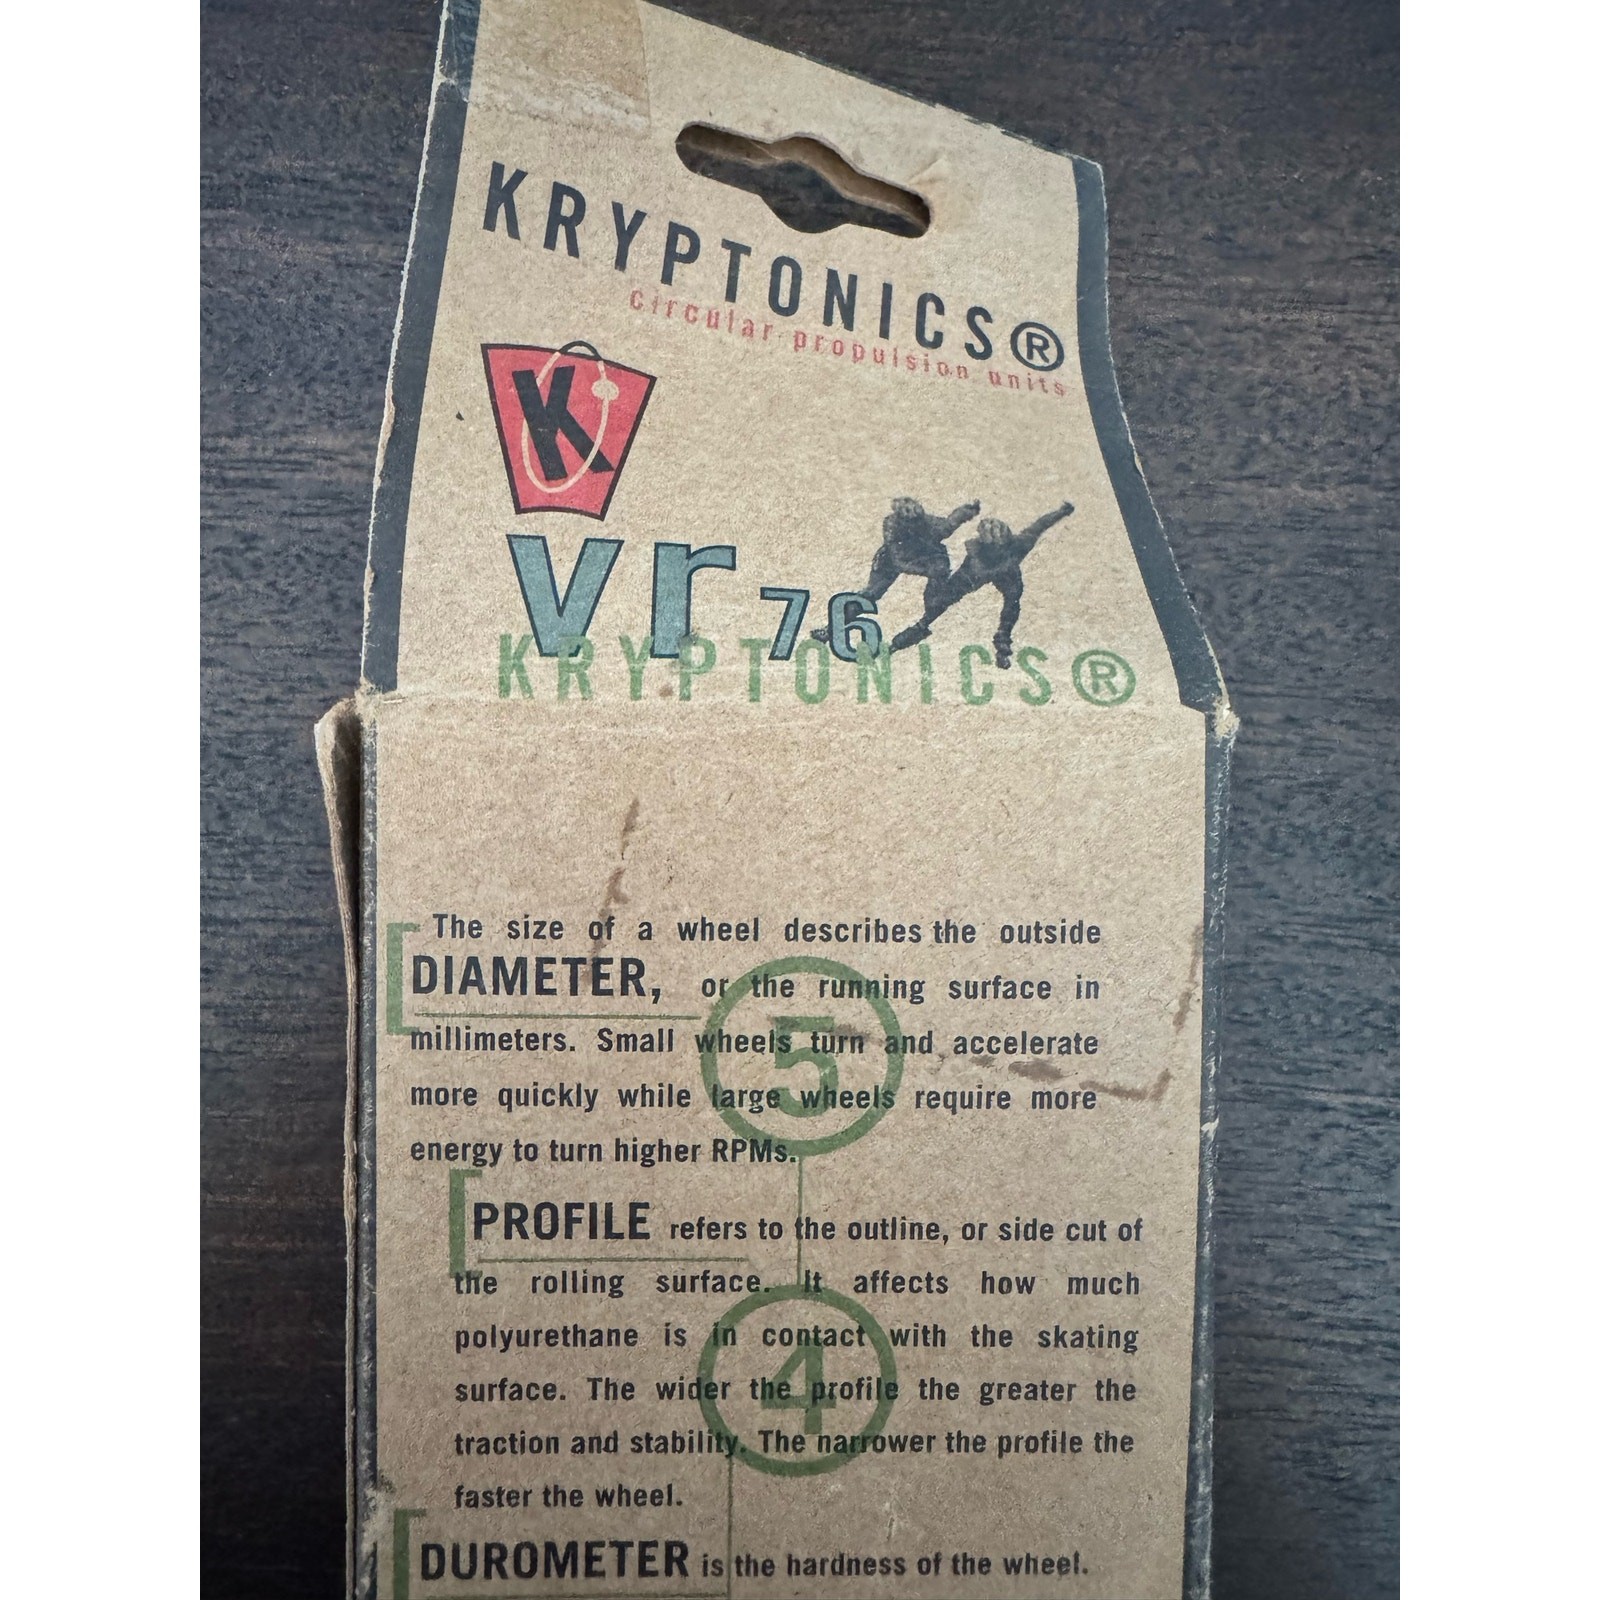 KRYPTONICS®
Circular propulsion units
K
vr 76
KRYPTONICS®
The size of a wheel describes the outside
DIAMETER, or the running surface in
millimeters. Small wheels turn and accelerate
more quickly while large wheels require more
energy to turn higher RPMs.
5
PROFILE refers to the outline, or side cut of
the rolling surface. It affects how much
polyurethane is in contact with the skating
surface. The wider the profile the greater the
traction and stability. The narrower the profile the
faster the wheel.
4
DUROMETER is the hardness of the wheel.